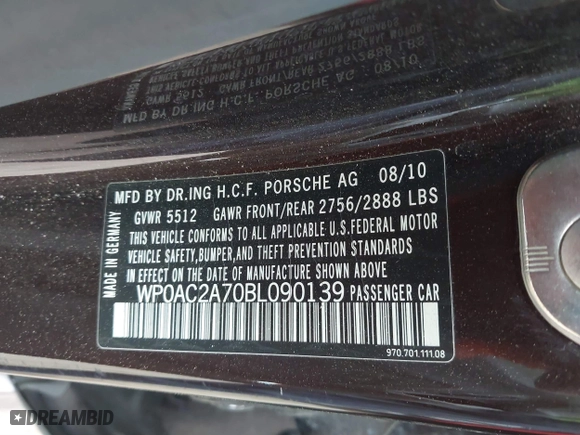 MFD BY DR.ING H.C.F. PORSCHE AG 08/10
GVWR 5512 GAWR FRONT/REAR 2756/2888 LBS
THIS VEHICLE CONFORMS TO ALL APPLICABLE U.S.FEDERAL MOTOR
VEHICLE SAFETY,BUMPER,AND THEFT PREVENTION STANDARDS
IN EFFECT ON THE DATE OF MANUFACTURE SHOWN ABOVE
WP0AC2A70BL090139 PASSENGER CAR
MADE IN GERMANY
970.701.111.08
DREAMBID